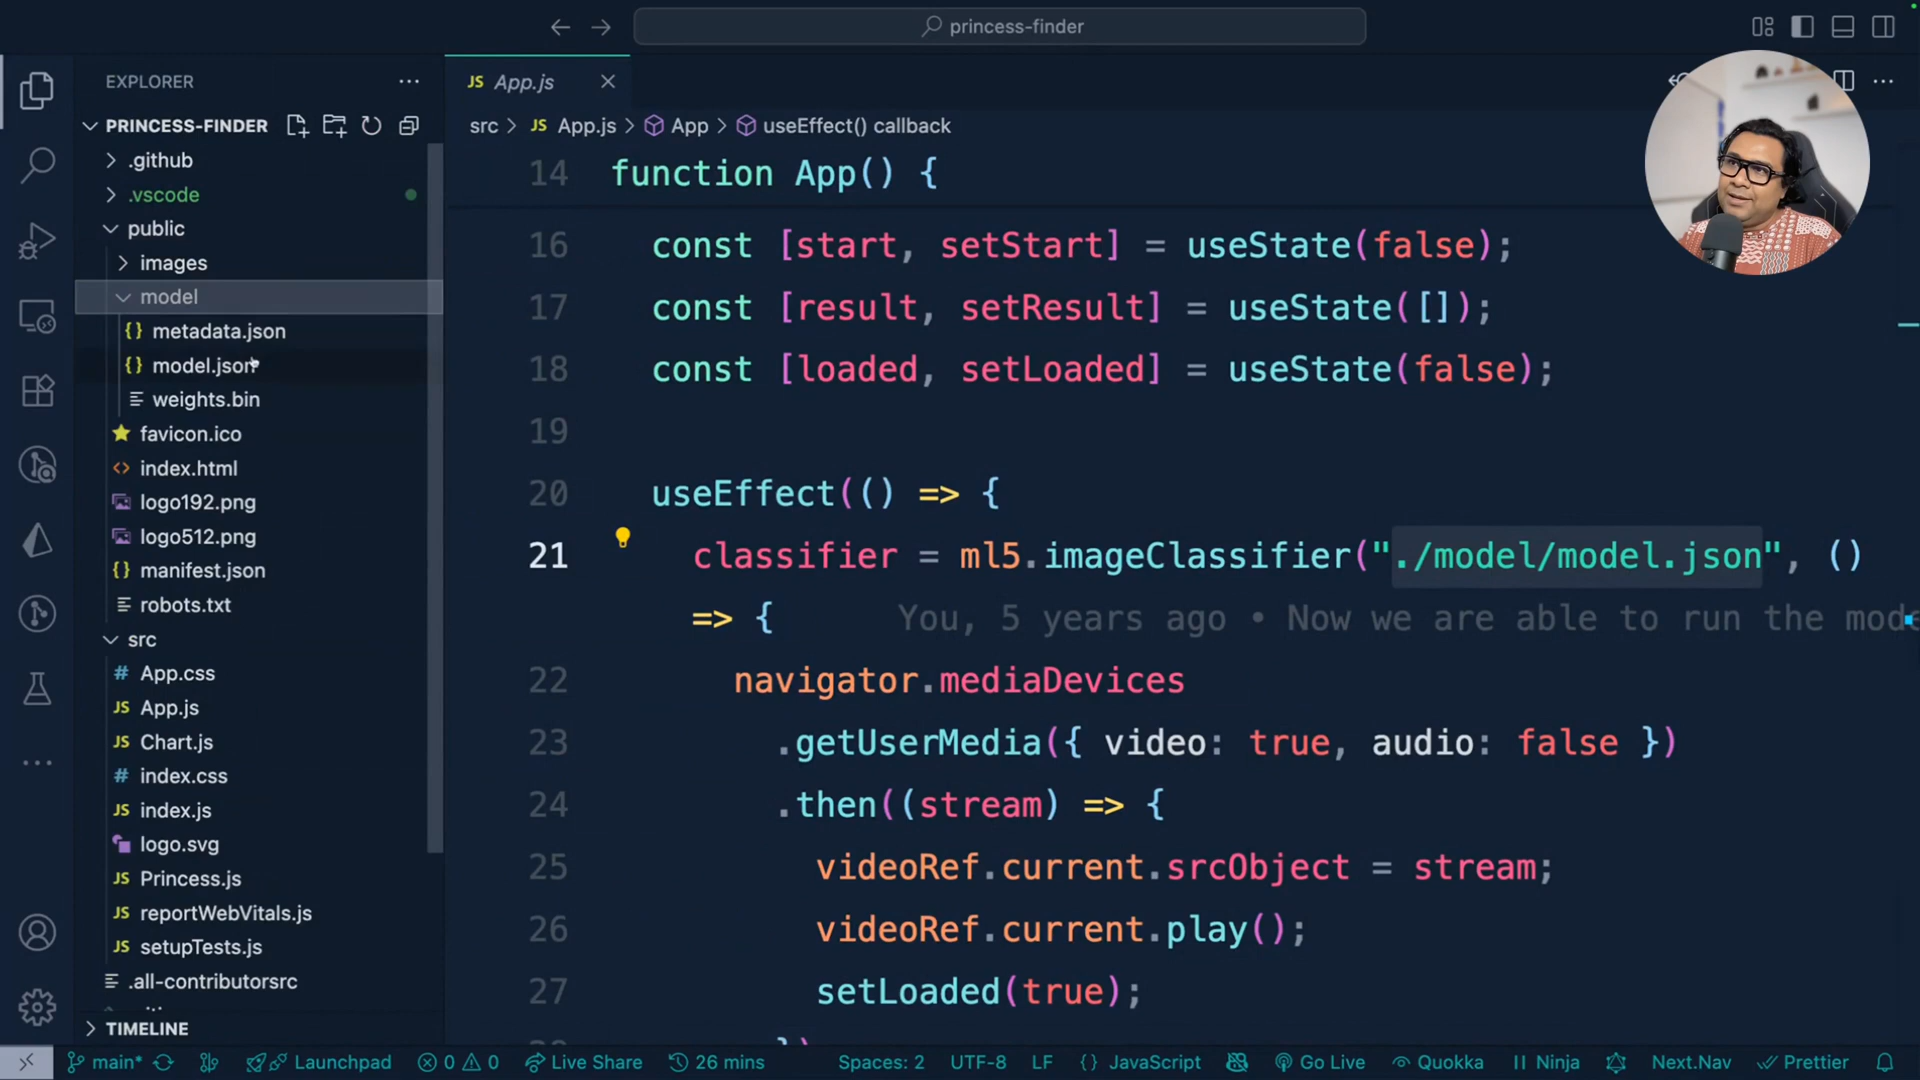 princess-finder
EXPLORER
PRINCESS-FINDER
.github
.vscode
public
images
model
metadata.json
model.json
weights.bin
favicon.ico
index.html
logo192.png
logo512.png
manifest.json
robots.txt
src
App.css
App.js
Chart.js
index.css
index.js
logo.svg
Princess.js
reportWebVitals.js
setupTests.js
.all-contributorsrc
TIMELINE
JS App.js
src > JS App.js > App > useEffect() callback
14 function App() {
16 const [start, setStart] = useState(false);
17 const [result, setResult] = useState([]);
18 const [loaded, setLoaded] = useState(false);
19
20 useEffect(() => {
21 classifier = ml5.imageClassifier("./model/model.json", ()
=> { You, 5 years ago • Now we are able to run the mode
22 navigator.mediaDevices
23 .getUserMedia({ video: true, audio: false })
24 .then((stream) => {
25 videoRef.current.srcObject = stream;
26 videoRef.current.play();
27 setLoaded(true);
})
main* Launchpad 0 0 Live Share 26 mins Spaces: 2 UTF-8 LF {} JavaScript Go Live Quokka Ninja Next.Nav Prettier